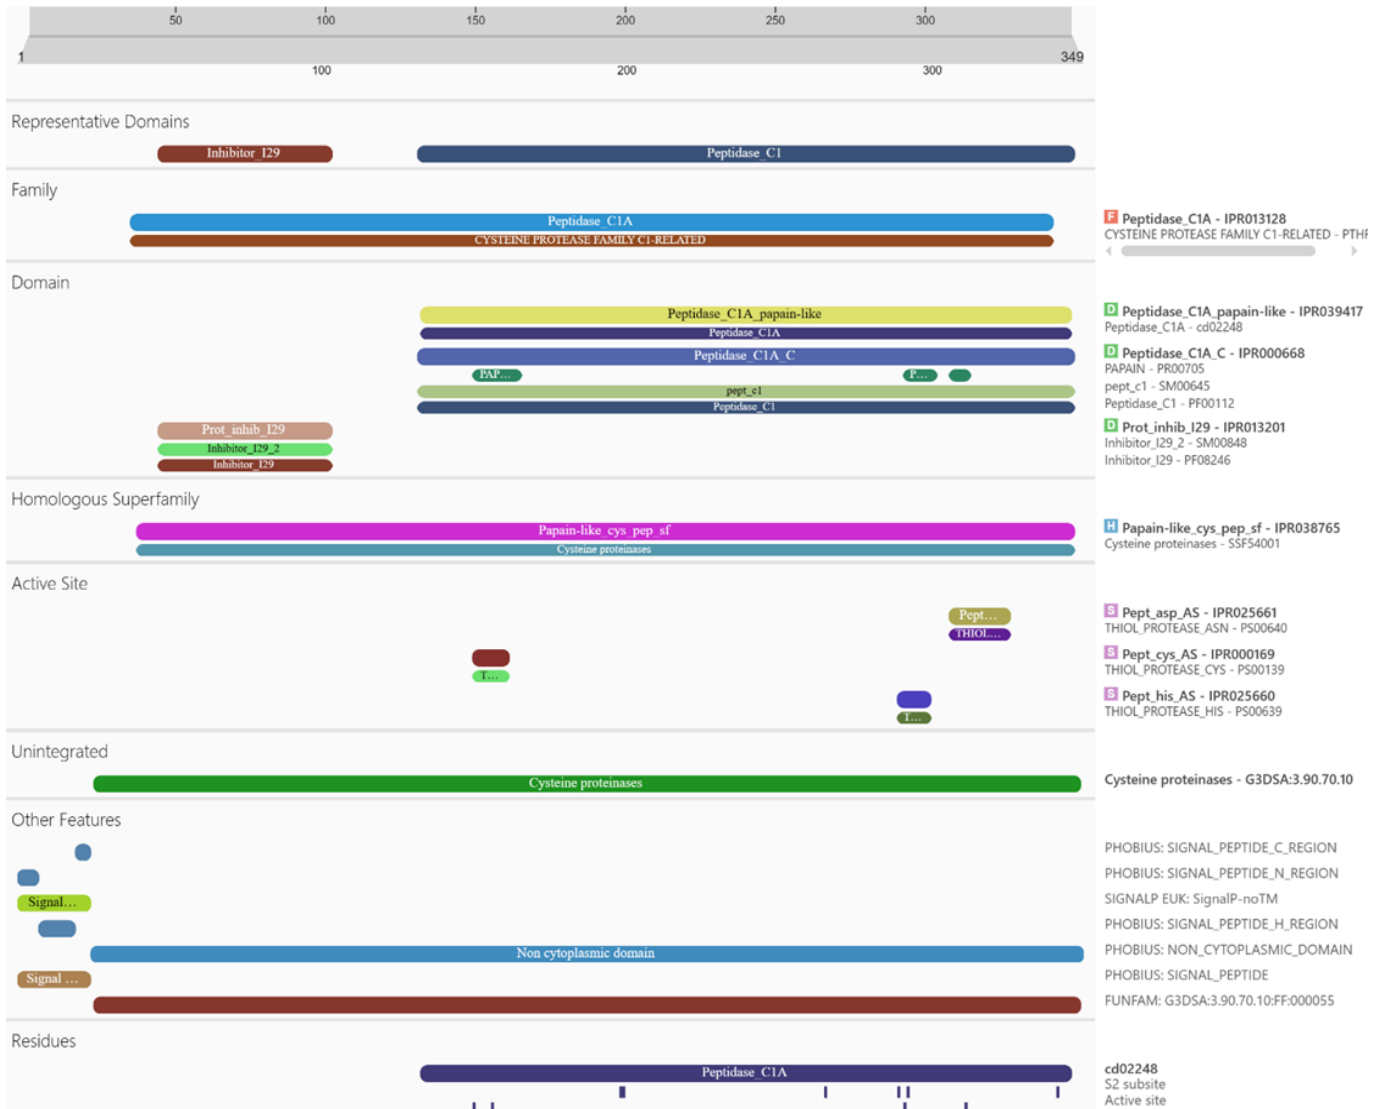 50 100 150 200 250 300
1 349
100 200 300
Representative Domains
Inhibitor_I29 Peptidase_C1
Family
Peptidase_C1A F Peptidase_C1A - IPR013128
CYSTEINE PROTEASE FAMILY C1-RELATED CYSTEINE PROTEASE FAMILY C1-RELATED - PTHR
Domain
Peptidase_C1A_papain-like D Peptidase_C1A_papain-like - IPR039417
Peptidase_C1A Peptidase_C1A - cd02248
Peptidase_C1A_C D Peptidase_C1A_C - IPR000668
PAP... P... PAPAIN - PR00705
pept_c1 pept_c1 - SM00645
Peptidase_C1 Peptidase_C1 - PF00112
Prot_inhib_I29 D Prot_inhib_I29 - IPR013201
Inhibitor_I29_2 Inhibitor_I29_2 - SM00848
Inhibitor_I29 Inhibitor_I29 - PF08246
Homologous Superfamily
Papain-like_cys_pep_sf H Papain-like_cys_pep_sf - IPR038765
Cysteine proteinases Cysteine proteinases - SSF54001
Active Site
Pept... S Pept_asp_AS - IPR025661
THIOL... THIOL_PROTEASE_ASN - PS00640
S Pept_cys_AS - IPR000169
T... THIOL_PROTEASE_CYS - PS00139
S Pept_his_AS - IPR025660
T... THIOL_PROTEASE_HIS - PS00639
Unintegrated
Cysteine proteinases Cysteine proteinases - G3DSA:3.90.70.10
Other Features
PHOBIUS: SIGNAL_PEPTIDE_C_REGION
PHOBIUS: SIGNAL_PEPTIDE_N_REGION
Signal... SIGNALP EUK: SignalP-noTM
PHOBIUS: SIGNAL_PEPTIDE_H_REGION
Non cytoplasmic domain PHOBIUS: NON_CYTOPLASMIC_DOMAIN
Signal ... PHOBIUS: SIGNAL_PEPTIDE
FUNFAM: G3DSA:3.90.70.10:FF:000055
Residues
Peptidase_C1A cd02248
S2 subsite
Active site